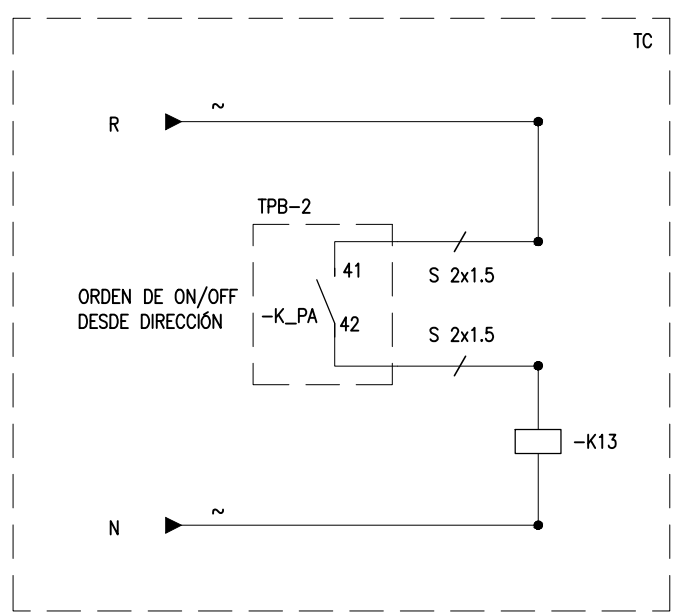 TC
R
~
TPB-2
41
S 2x1.5
ORDEN DE ON/OFF
DESDE DIRECCIÓN
-K_PA
42
S 2x1.5
-K13
N
~